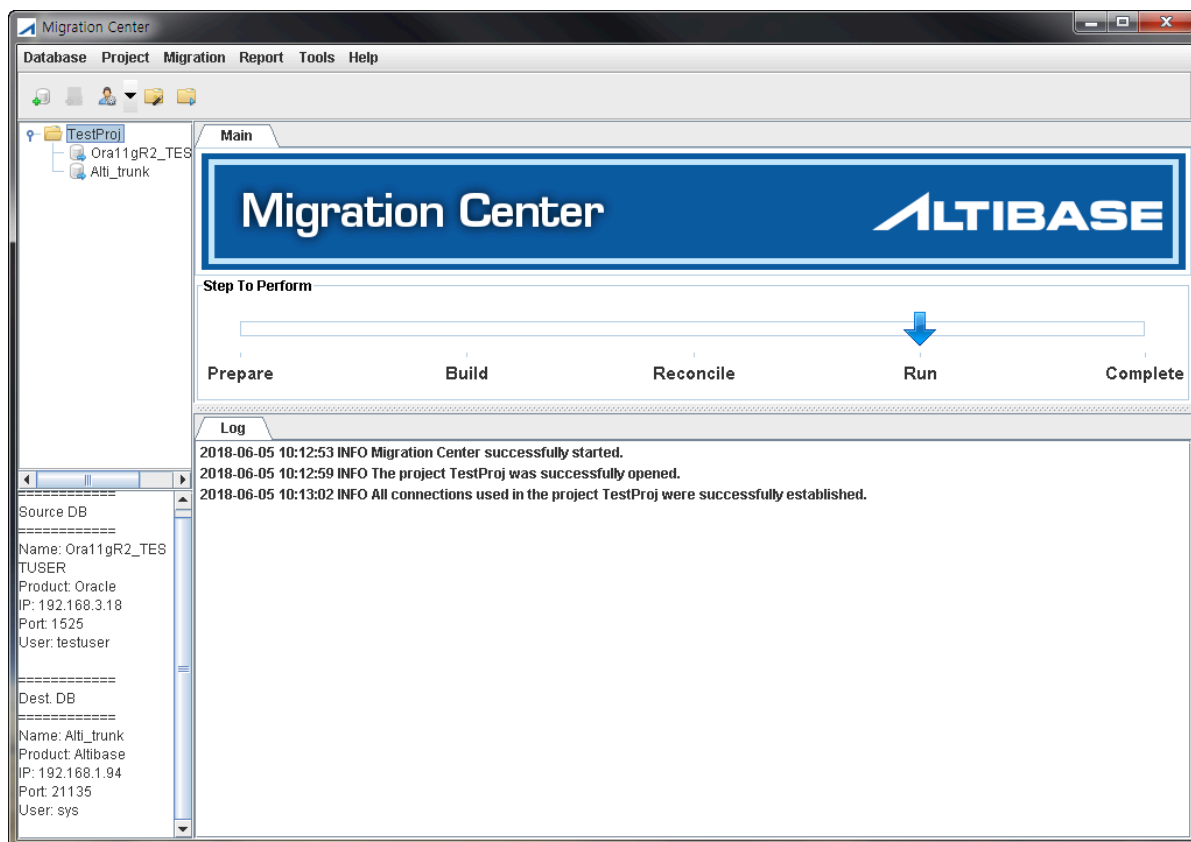 Migration Center
Database Project Migration Report Tools Help
TestProj
Ora11gR2_TES
Alti_trunk
Main
Migration Center
ALTIBASE
Step To Perform
Prepare Build Reconcile Run Complete
Log
2018-06-05 10:12:53 INFO Migration Center successfully started.
2018-06-05 10:12:59 INFO The project TestProj was successfully opened.
2018-06-05 10:13:02 INFO All connections used in the project TestProj were successfully established.
============
Source DB
============
Name: Ora11gR2_TES
TUSER
Product: Oracle
IP: 192.168.3.18
Port: 1525
User: testuser
============
Dest. DB
============
Name: Alti_trunk
Product: Altibase
IP: 192.168.1.94
Port: 21135
User: sys